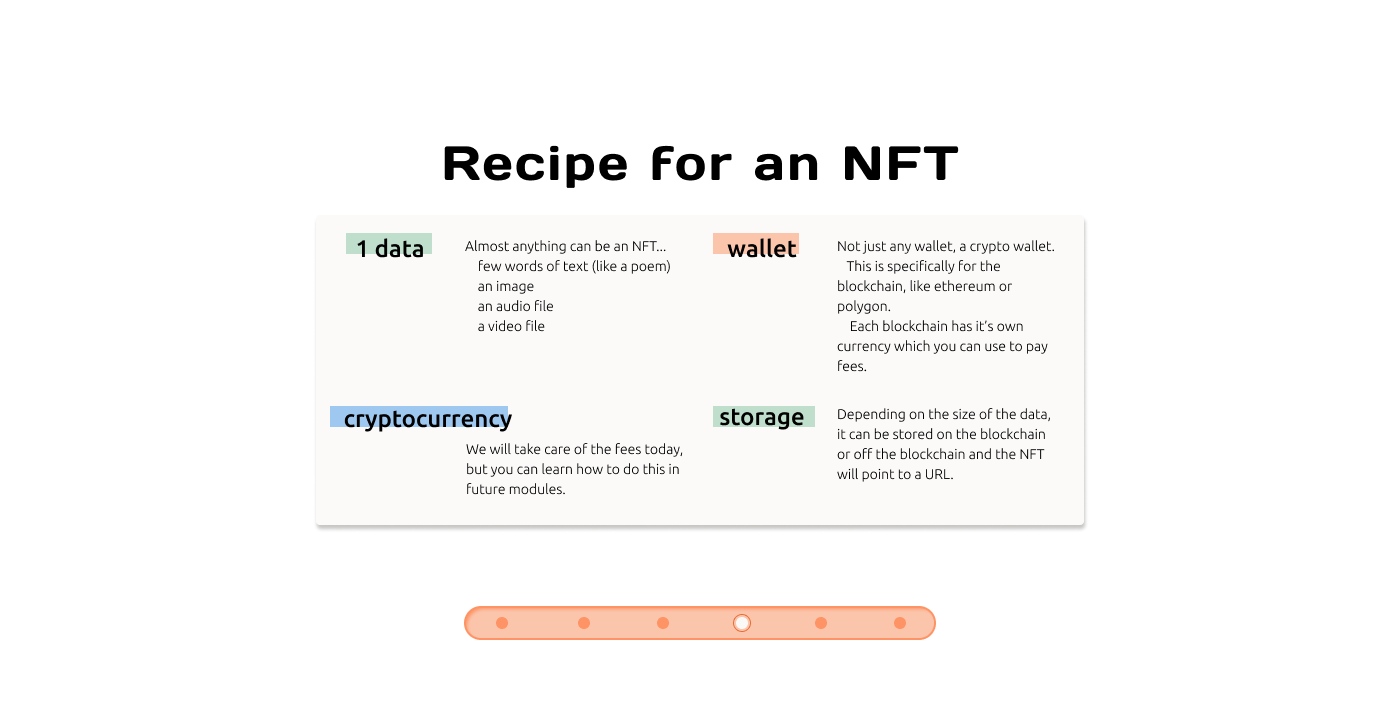 Recipe for an NFT
1 data
Almost anything can be an NFT...
few words of text (like a poem)
an image
an audio file
a video file
wallet
Not just any wallet, a crypto wallet.
This is specifically for the
blockchain, like ethereum or
polygon.
Each blockchain has it's own
currency which you can use to pay
fees.
cryptocurrency
We will take care of the fees today,
but you can learn how to do this in
future modules.
storage
Depending on the size of the data,
it can be stored on the blockchain
or off the blockchain and the NFT
will point to a URL.